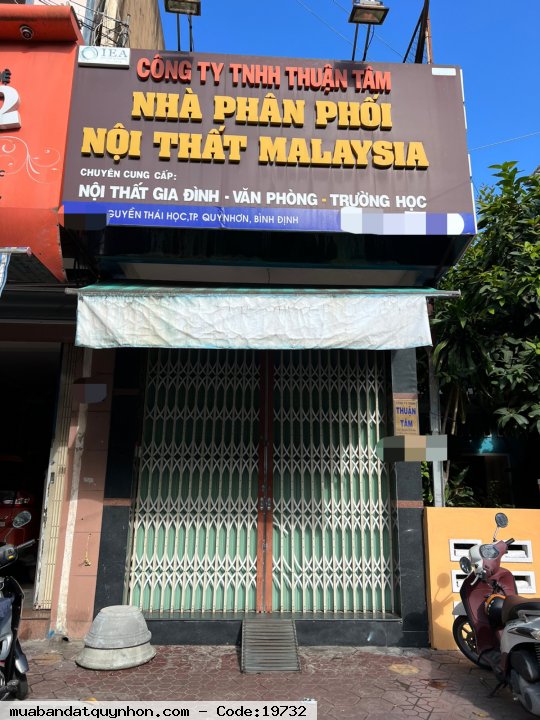 IEA
CÔNG TY TNHH THUẬN TÂM
NHÀ PHÂN PHỐI
NỘI THẤT MALAYSIA
CHUYÊN CUNG CẤP:
NỘI THẤT GIA ĐÌNH - VĂN PHÒNG - TRƯỜNG HỌC
GUYỄN THÁI HỌC,TP. QUY NHƠN, BÌNH ĐỊNH
2
THUẬN
TÂM
muabandatquynhon.com - Code:19732